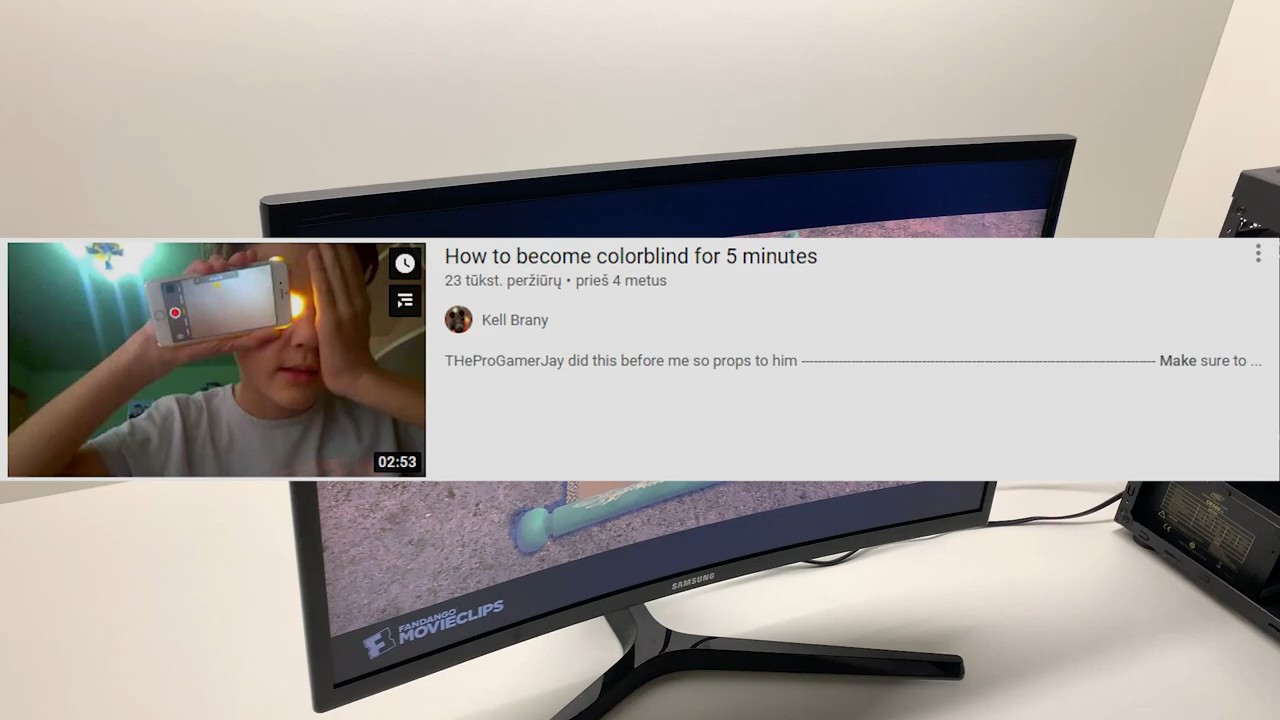 How to become colorblind for 5 minutes
23 tūkst. peržiūrų • prieš 4 metus
Kell Brany
THeProGamerJay did this before me so props to him ------------------------------------------------------------ Make sure to ...
02:53
SAMSUNG
FANDANGO
MOVIECLIPS